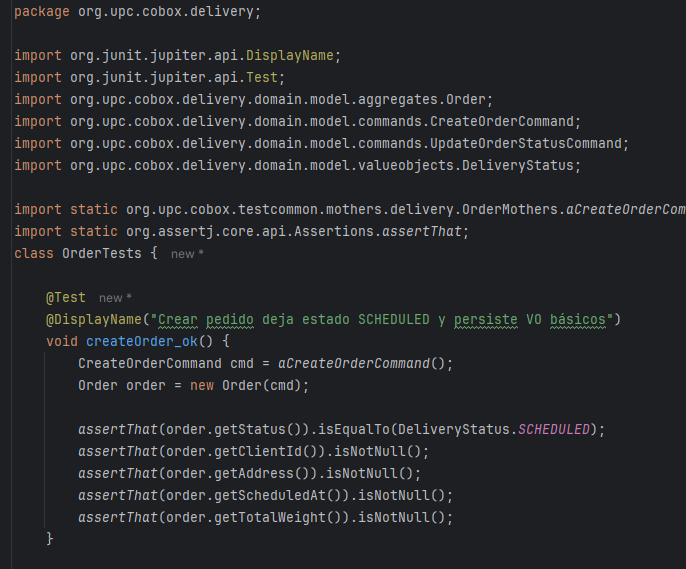 package org.upc.cobox.delivery;
import org.junit.jupiter.api.DisplayName;
import org.junit.jupiter.api.Test;
import org.upc.cobox.delivery.domain.model.aggregates.Order;
import org.upc.cobox.delivery.domain.model.commands.CreateOrderCommand;
import org.upc.cobox.delivery.domain.model.commands.UpdateOrderStatusCommand;
import org.upc.cobox.delivery.domain.model.valueobjects.DeliveryStatus;
import static org.upc.cobox.testcommon.mothers.delivery.OrderMothers.aCreateOrderCom
import static org.assertj.core.api.Assertions.assertThat;
class OrderTests { new *
@Test new *
@DisplayName("Crear pedido deja estado SCHEDULED y persiste VO básicos")
void createOrder_ok() {
CreateOrderCommand cmd = aCreateOrderCommand();
Order order = new Order(cmd);
assertThat(order.getStatus()).isEqualTo(DeliveryStatus.SCHEDULED);
assertThat(order.getClientId()).isNotNull();
assertThat(order.getAddress()).isNotNull();
assertThat(order.getScheduledAt()).isNotNull();
assertThat(order.getTotalWeight()).isNotNull();
}